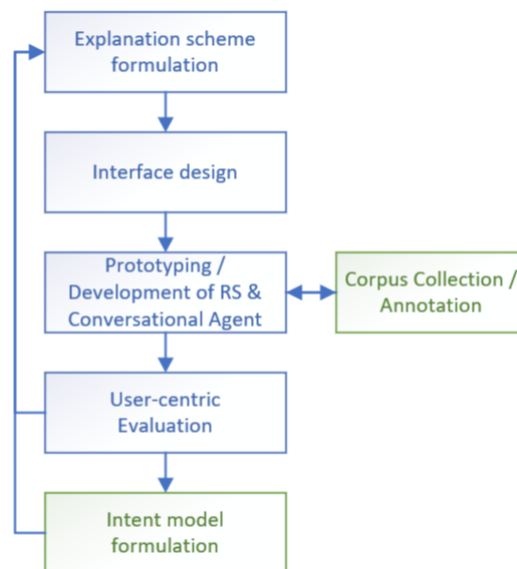 Explanation scheme
formulation
Interface design
Prototyping /
Development of RS &
Conversational Agent
Corpus Collection /
Annotation
User-centric
Evaluation
Intent model
formulation